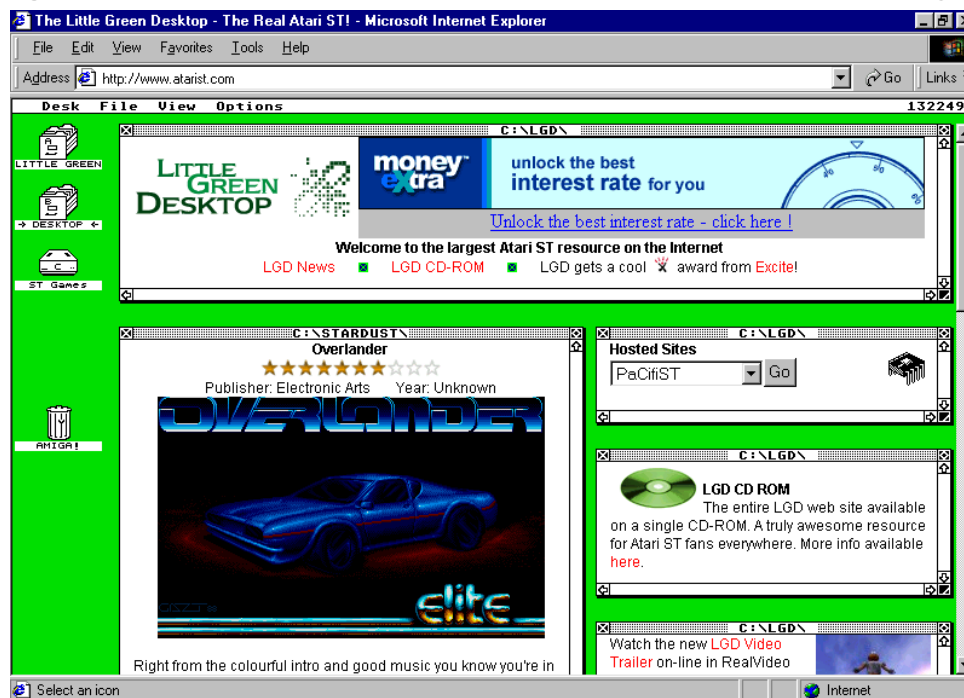 The Little Green Desktop - The Real Atari ST! - Microsoft Internet Explorer
File Edit View Favorites Tools Help
Address http://www.atarist.com Go Links
Desk File View Options 132249
C:\LGD\
LITTLE GREEN DESKTOP
money extra
unlock the best
interest rate for you
Unlock the best interest rate - click here !
Welcome to the largest Atari ST resource on the Internet
LGD News LGD CD-ROM LGD gets a cool award from Excite!
A
LITTLE GREEN
B
→ DESKTOP ←
C
ST Games
AMIGA!
C:\STARDUST\
Overlander
Publisher: Electronic Arts Year: Unknown
OVERLANDER
elite
Right from the colourful intro and good music you know you're in
C:\LGD\
Hosted Sites
PaCifiST Go
C:\LGD\
LGD CD ROM
The entire LGD web site available
on a single CD-ROM. A truly awesome resource
for Atari ST fans everywhere. More info available
here.
C:\LGD\
Watch the new LGD Video
Trailer on-line in RealVideo
Select an icon Internet